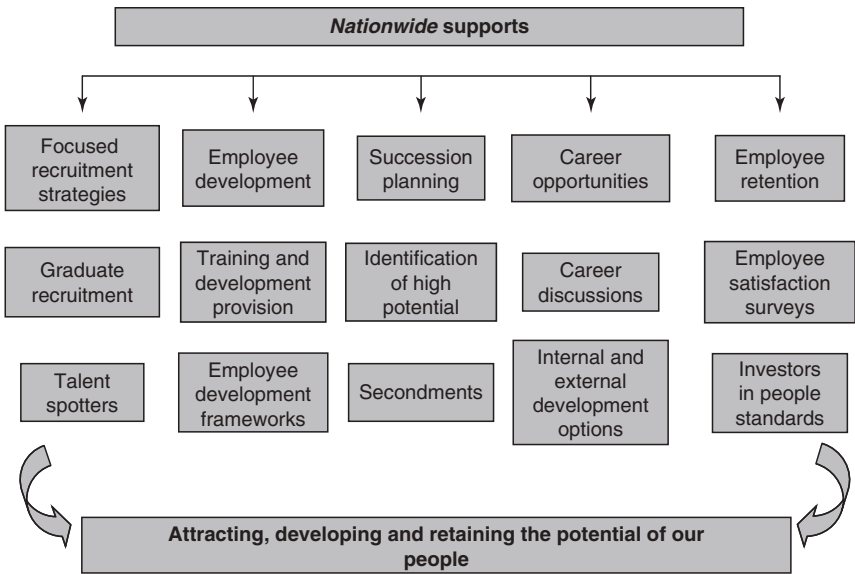 Nationwide supports
Focused
recruitment
strategies
Employee
development
Succession
planning
Career
opportunities
Employee
retention
Graduate
recruitment
Training and
development
provision
Identification
of high
potential
Career
discussions
Employee
satisfaction
surveys
Talent
spotters
Employee
development
frameworks
Secondments
Internal and
external
development
options
Investors
in people
standards
Attracting, developing and retaining the potential of our
people